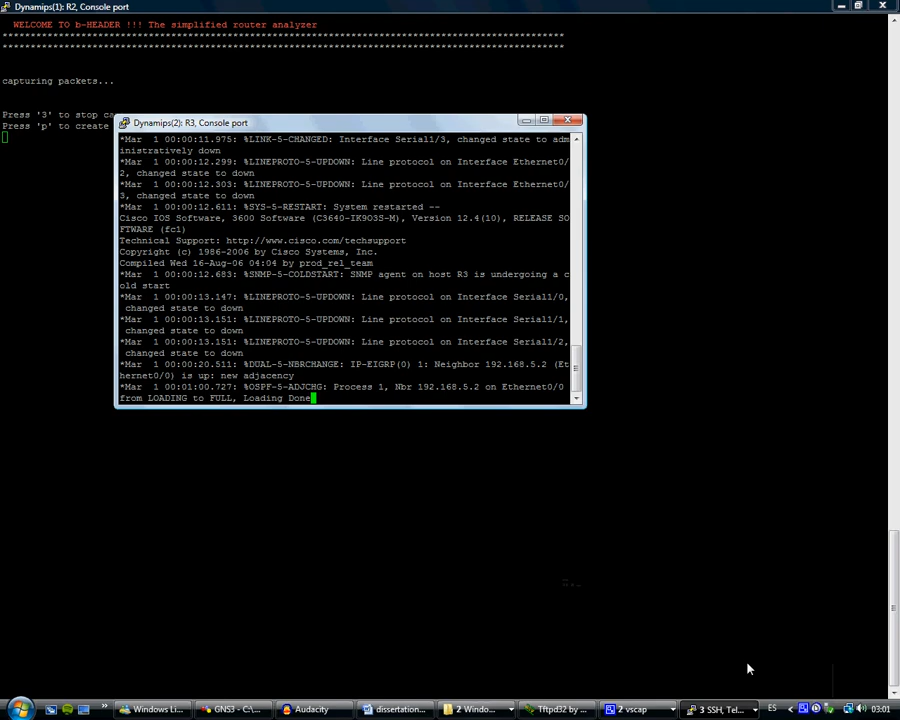 Dynamips(1): R2, Console port
WELCOME TO b-HEADER !!! The simplified router analyzer
capturing packets...
Press '3' to stop ca
Press 'p' to create
Dynamips(2): R3, Console port
*Mar  1 00:00:11.975: %LINK-5-CHANGED: Interface Serial1/3, changed state to adm
inistratively down
*Mar  1 00:00:12.299: %LINEPROTO-5-UPDOWN: Line protocol on Interface Ethernet0/
2, changed state to down
*Mar  1 00:00:12.303: %LINEPROTO-5-UPDOWN: Line protocol on Interface Ethernet0/
3, changed state to down
*Mar  1 00:00:12.611: %SYS-5-RESTART: System restarted --
Cisco IOS Software, 3600 Software (C3640-IK9O3S-M), Version 12.4(10), RELEASE SO
FTWARE (fc1)
Technical Support: http://www.cisco.com/techsupport
Copyright (c) 1986-2006 by Cisco Systems, Inc.
Compiled Wed 16-Aug-06 04:04 by prod_rel_team
*Mar  1 00:00:12.683: %SNMP-5-COLDSTART: SNMP agent on host R3 is undergoing a c
old start
*Mar  1 00:00:13.147: %LINEPROTO-5-UPDOWN: Line protocol on Interface Serial1/0,
changed state to down
*Mar  1 00:00:13.151: %LINEPROTO-5-UPDOWN: Line protocol on Interface Serial1/1,
changed state to down
*Mar  1 00:00:13.151: %LINEPROTO-5-UPDOWN: Line protocol on Interface Serial1/2,
changed state to down
*Mar  1 00:00:20.511: %DUAL-5-NBRCHANGE: IP-EIGRP(0) 1: Neighbor 192.168.5.2 (Et
hernet0/0) is up: new adjacency
*Mar  1 00:01:00.727: %OSPF-5-ADJCHG: Process 1, Nbr 192.168.5.2 on Ethernet0/0
from LOADING to FULL, Loading Done
Windows Li... GNS3 - C:\... Audacity dissertation... 2 Windo... Tftpd32 by ... 2 vscap 3 SSH, Tel... ES 03:01